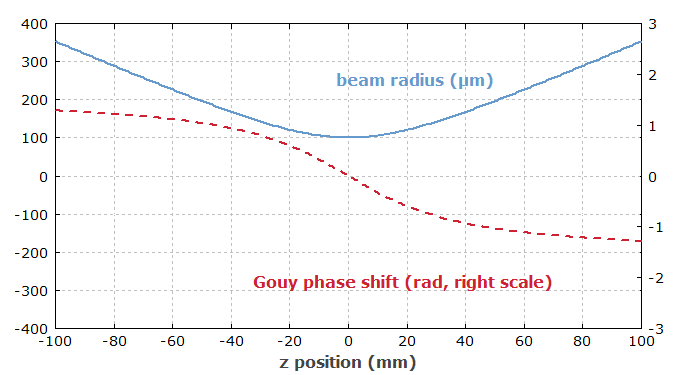 400 3
300 2
beam radius (µm)
200
100 1
0 0
-100 -1
-200
-2
Gouy phase shift (rad, right scale)
-300
-400 -3
-100 -80 -60 -40 -20 0 20 40 60 80 100
z position (mm)